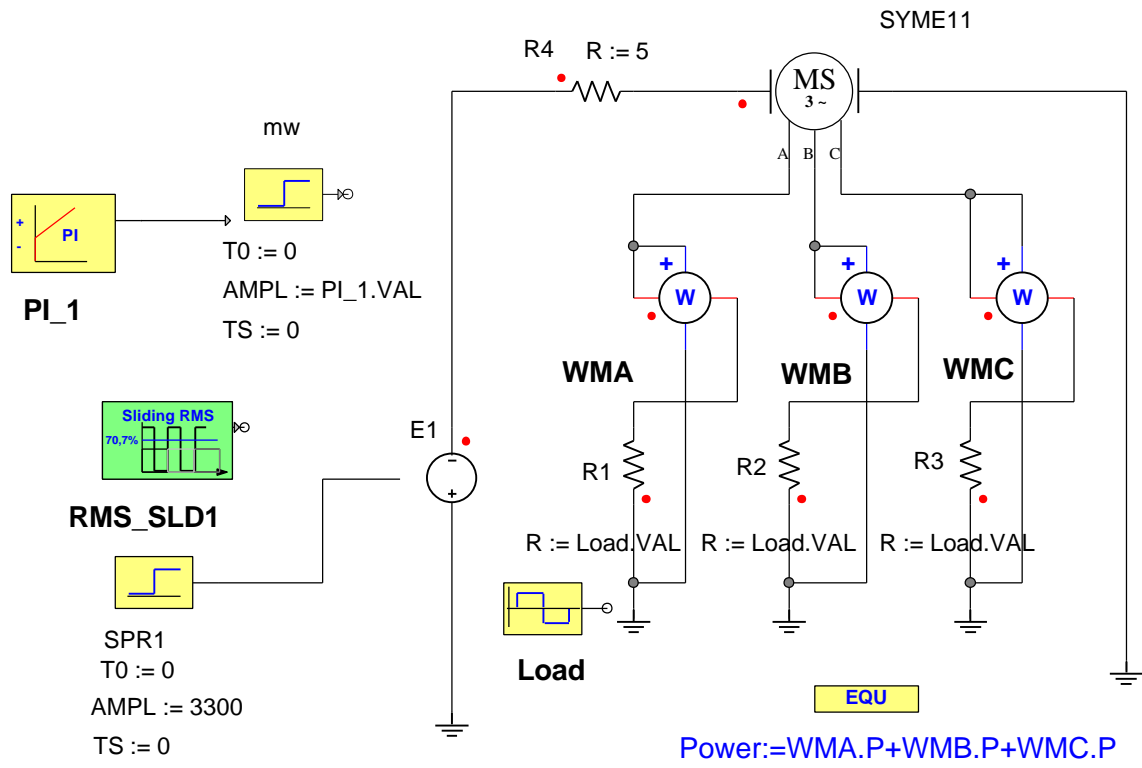 SYME11
R4
R := 5
MS
3 ~
A
B
C
mw
+
-
PI
PI_1
T0 := 0
AMPL := PI_1.VAL
TS := 0
+
W
WMA
+
W
WMB
+
W
WMC
Sliding RMS
70,7%
RMS_SLD1
E1
−
+
R1
R2
R3
R := Load.VAL
R := Load.VAL
R := Load.VAL
SPR1
T0 := 0
AMPL := 3300
TS := 0
Load
EQU
Power:=WMA.P+WMB.P+WMC.P